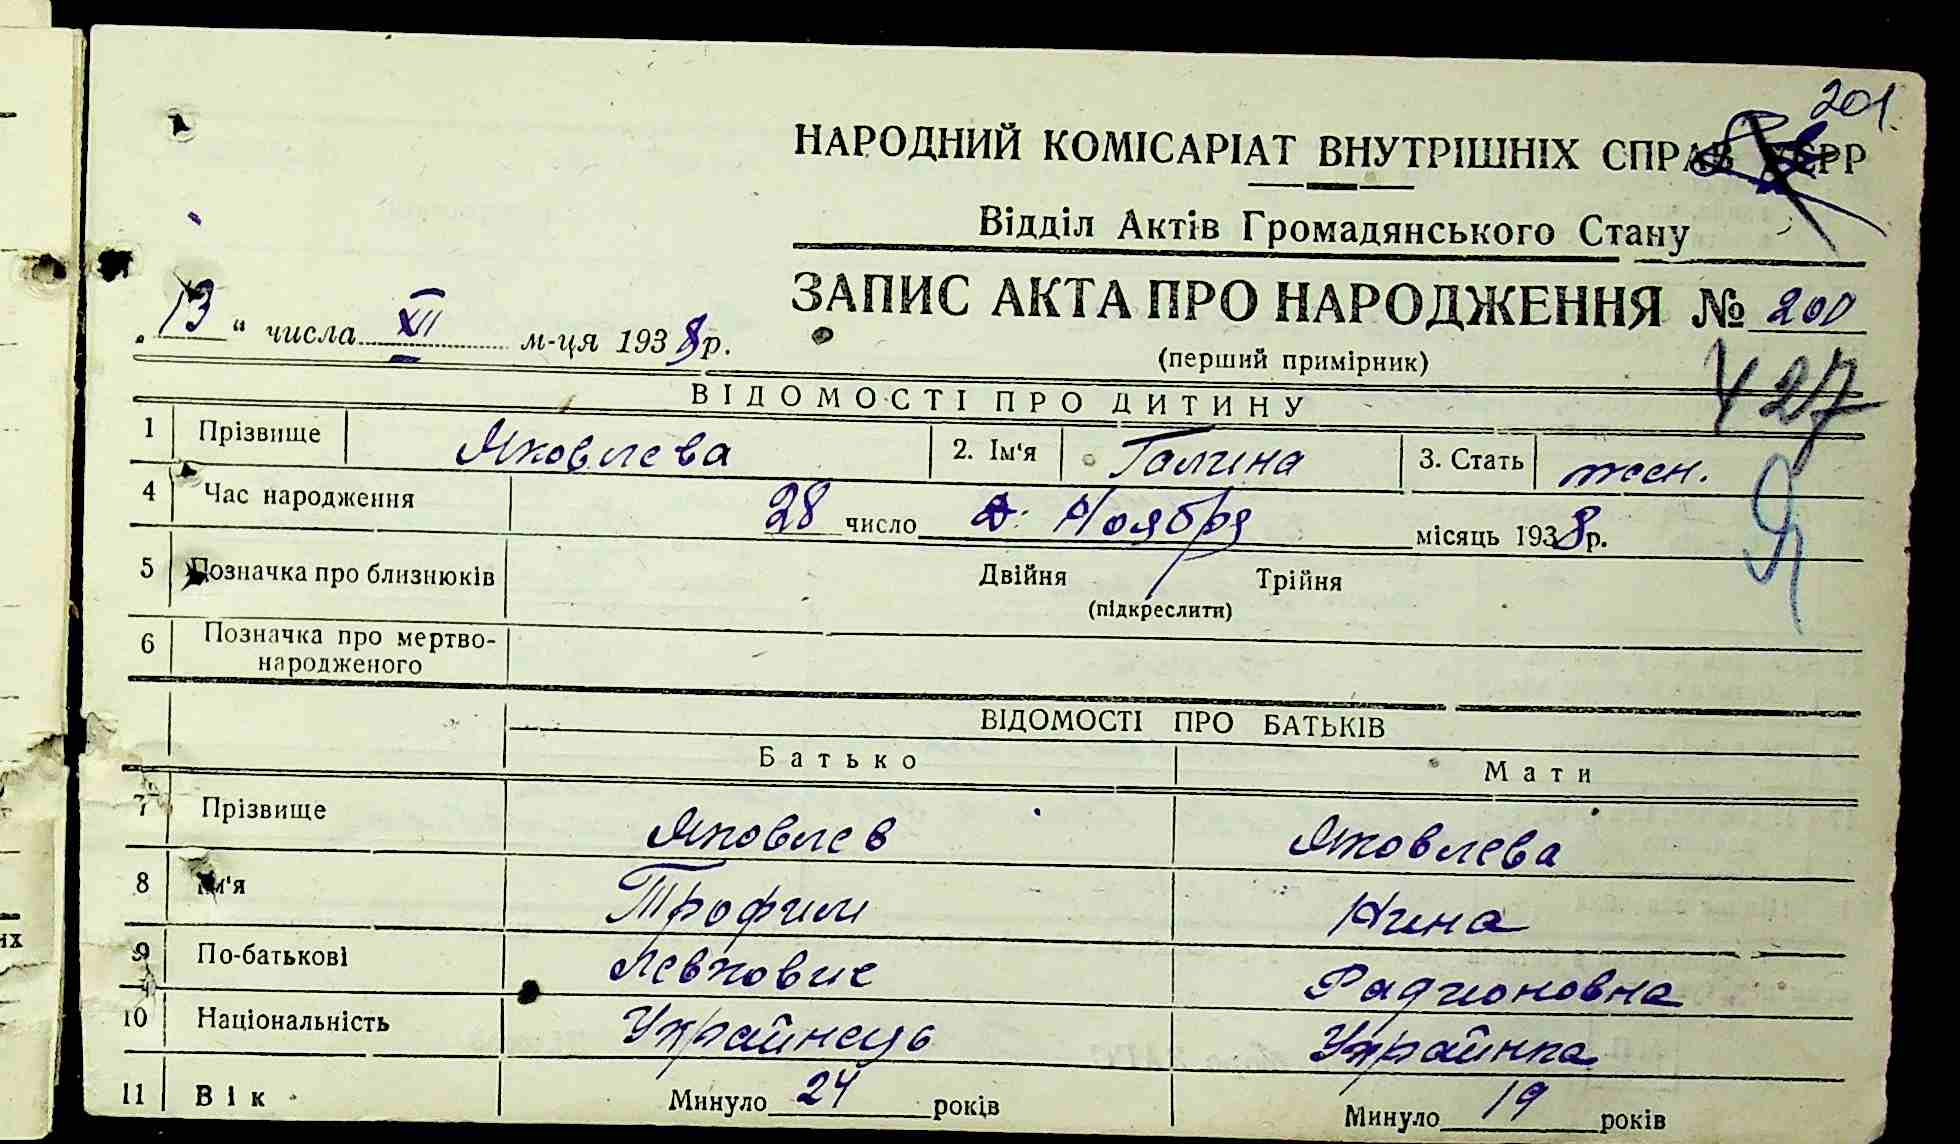 201.
НАРОДНИЙ КОМІСАРІАТ ВНУТРІШНІХ СПРАВ УСРР
Відділ Актів Громадянського Стану
ЗАПИС АКТА ПРО НАРОДЖЕННЯ № 200
„13" числа XII м-ця 1938 р.
(перший примірник)
427
ВІДОМОСТІ ПРО ДИТИНУ
1 Прізвище Яковлева 2. Ім'я Галина 3. Стать жен.
4 Час народження 28 число Ноября місяць 1938 р.
Я
5 Позначка про близнюків Двійня Трійня
(підкреслити)
6 Позначка про мертво-
народженого
ВІДОМОСТІ ПРО БАТЬКІВ
Батько Мати
7 Прізвище Яковлев Яковлева
8 Ім'я Трофим Нина
9 По-батькові Левкович Радионовна
10 Національність Украйнець Украйнка
11 Вік Минуло 24 років Минуло 19 років
их